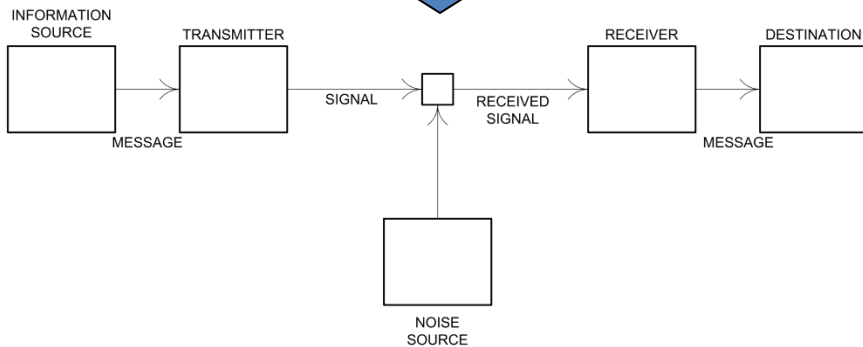 INFORMATION
SOURCE
TRANSMITTER
RECEIVER
DESTINATION
MESSAGE
SIGNAL
RECEIVED
SIGNAL
MESSAGE
NOISE
SOURCE